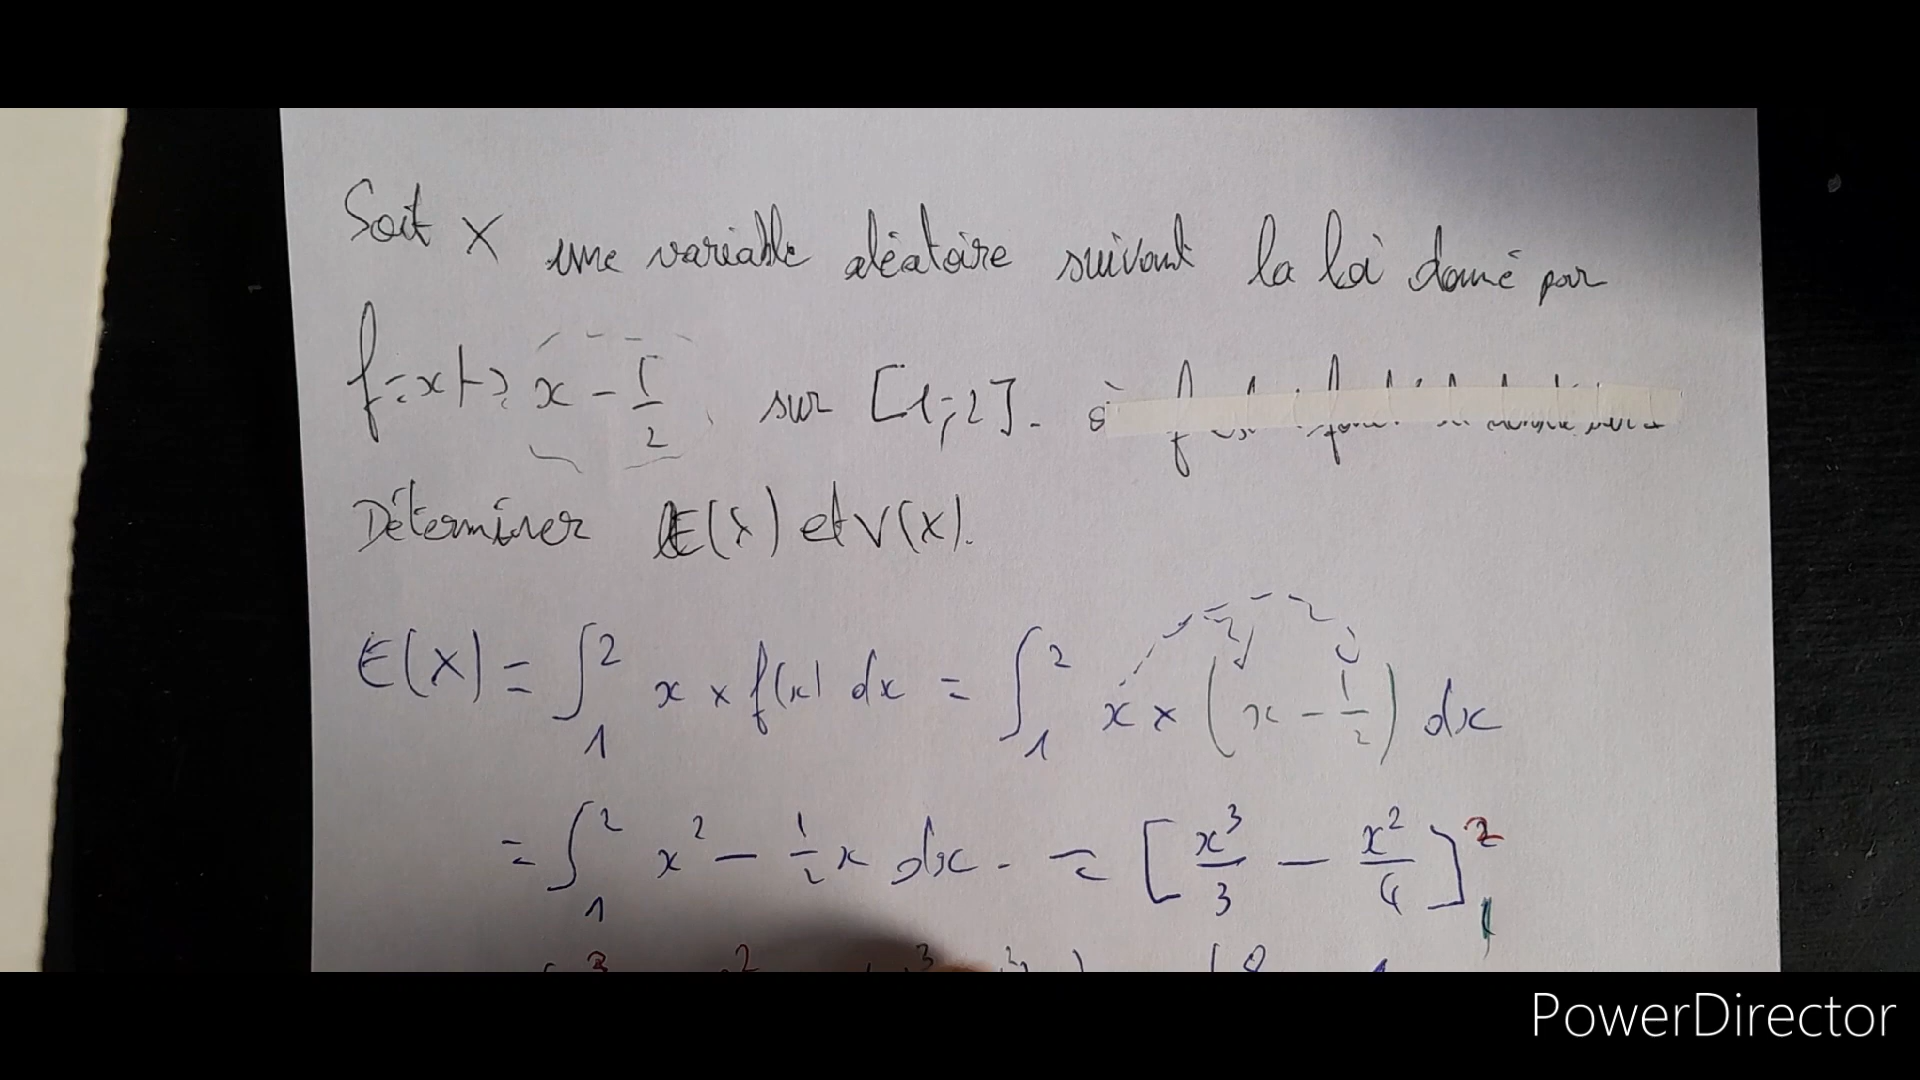 Soit X une variable aléatoire suivant la loi donné par
f: x ↦ x - 1/2 sur [1;2].
Déterminer E(X) et V(X).
E(X) = ∫₁² x × f(x) dx = ∫₁² x × (x - 1/2) dx
= ∫₁² x² - 1/2 x dx. = [x³/3 - x²/4]₁²
PowerDirector